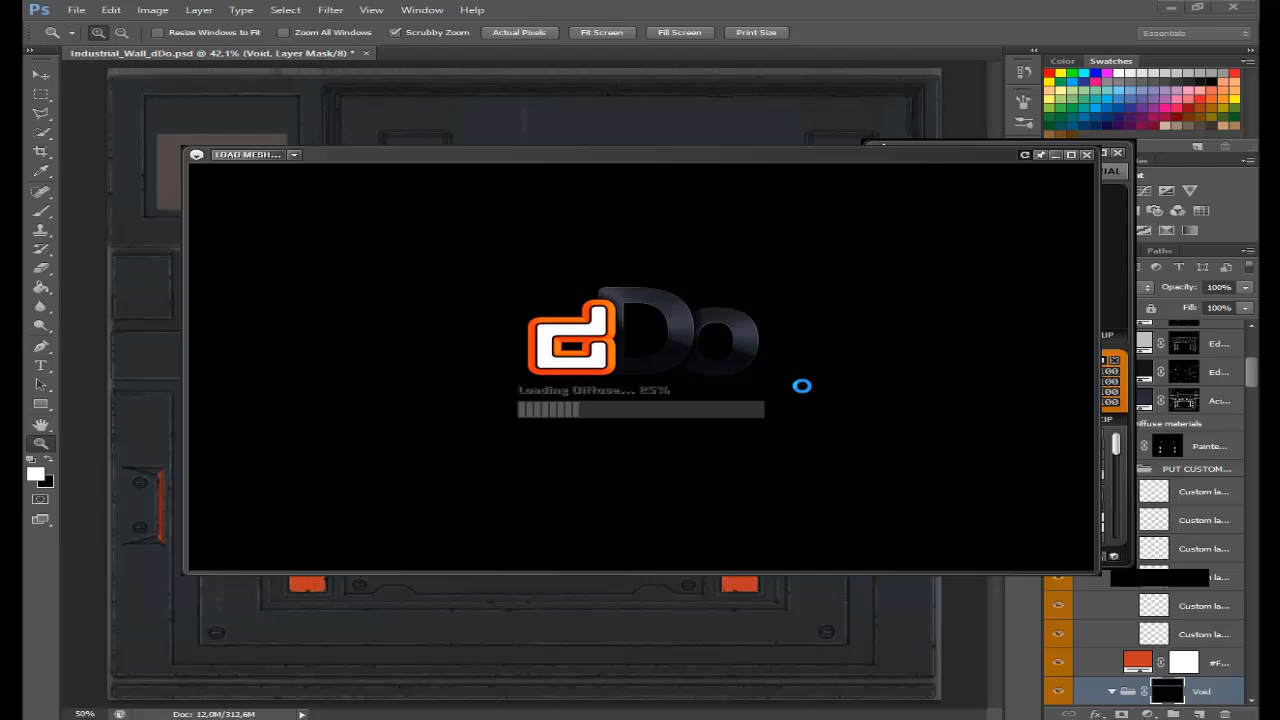 Ps File Edit Image Layer Type Select Filter View Window Help
Resize Windows to Fit Zoom All Windows Scrubby Zoom Actual Pixels Fit Screen Fill Screen Print Size Essentials
Industrial_Wall_dDo.psd @ 42,1% (Void, Layer Mask/8) * ×
Color Swatches
LOAD MESH...
Paths
Opacity: 100%
Fill: 100%
dDo
Loading Diffuse... 25%
Ed...
Ed...
Aci...
Painte...
PUT CUSTOM...
Custom la...
Custom la...
Custom la...
Custom la...
Custom la...
#F...
Void
50% Doc: 12,0M/312,6M